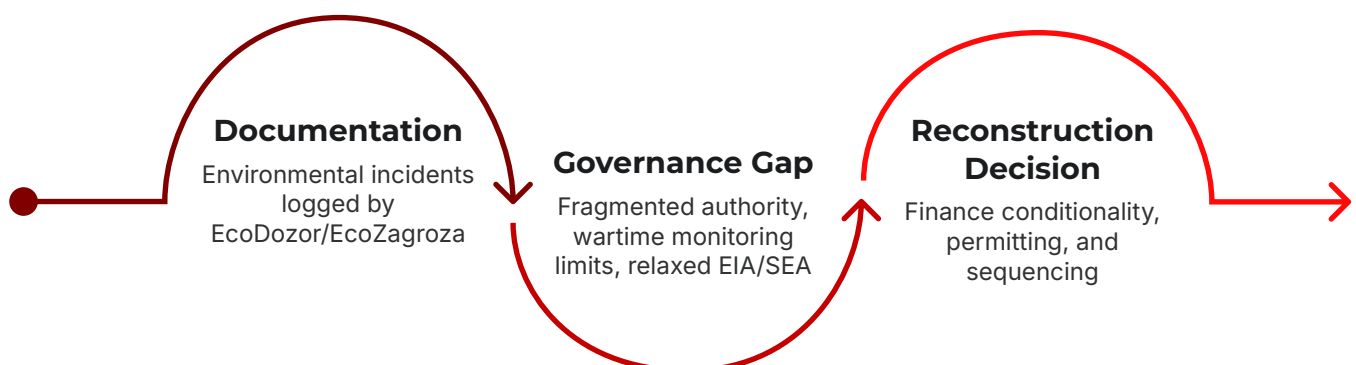 Documentation
Environmental incidents
logged by
EcoDozor/EcoZagroza
Governance Gap
Fragmented authority,
wartime monitoring
limits, relaxed EIA/SEA
Reconstruction
Decision
Finance conditionality,
permitting, and
sequencing